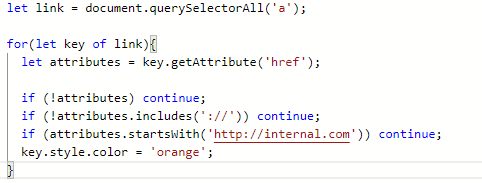 let link = document.querySelectorAll('a');
for(let key of link){
let attributes = key.getAttribute('href');
if (!attributes) continue;
if (!attributes.includes('://')) continue;
if (attributes.startsWith('http://internal.com')) continue;
key.style.color = 'orange';
}